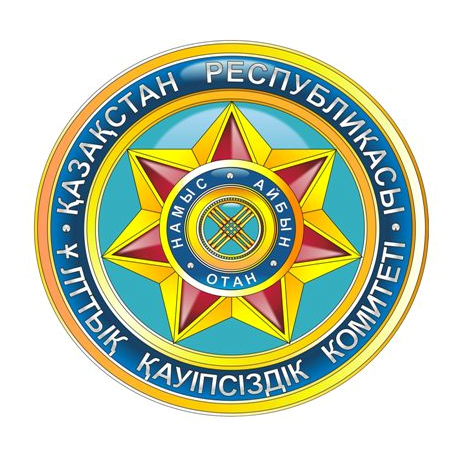 ҚАЗАҚСТАН РЕСПУБЛИКАСЫ
ҰЛТТЫҚ ҚАУІПСІЗДІК КОМИТЕТІ
НАМЫС • АЙБЫН • ОТАН